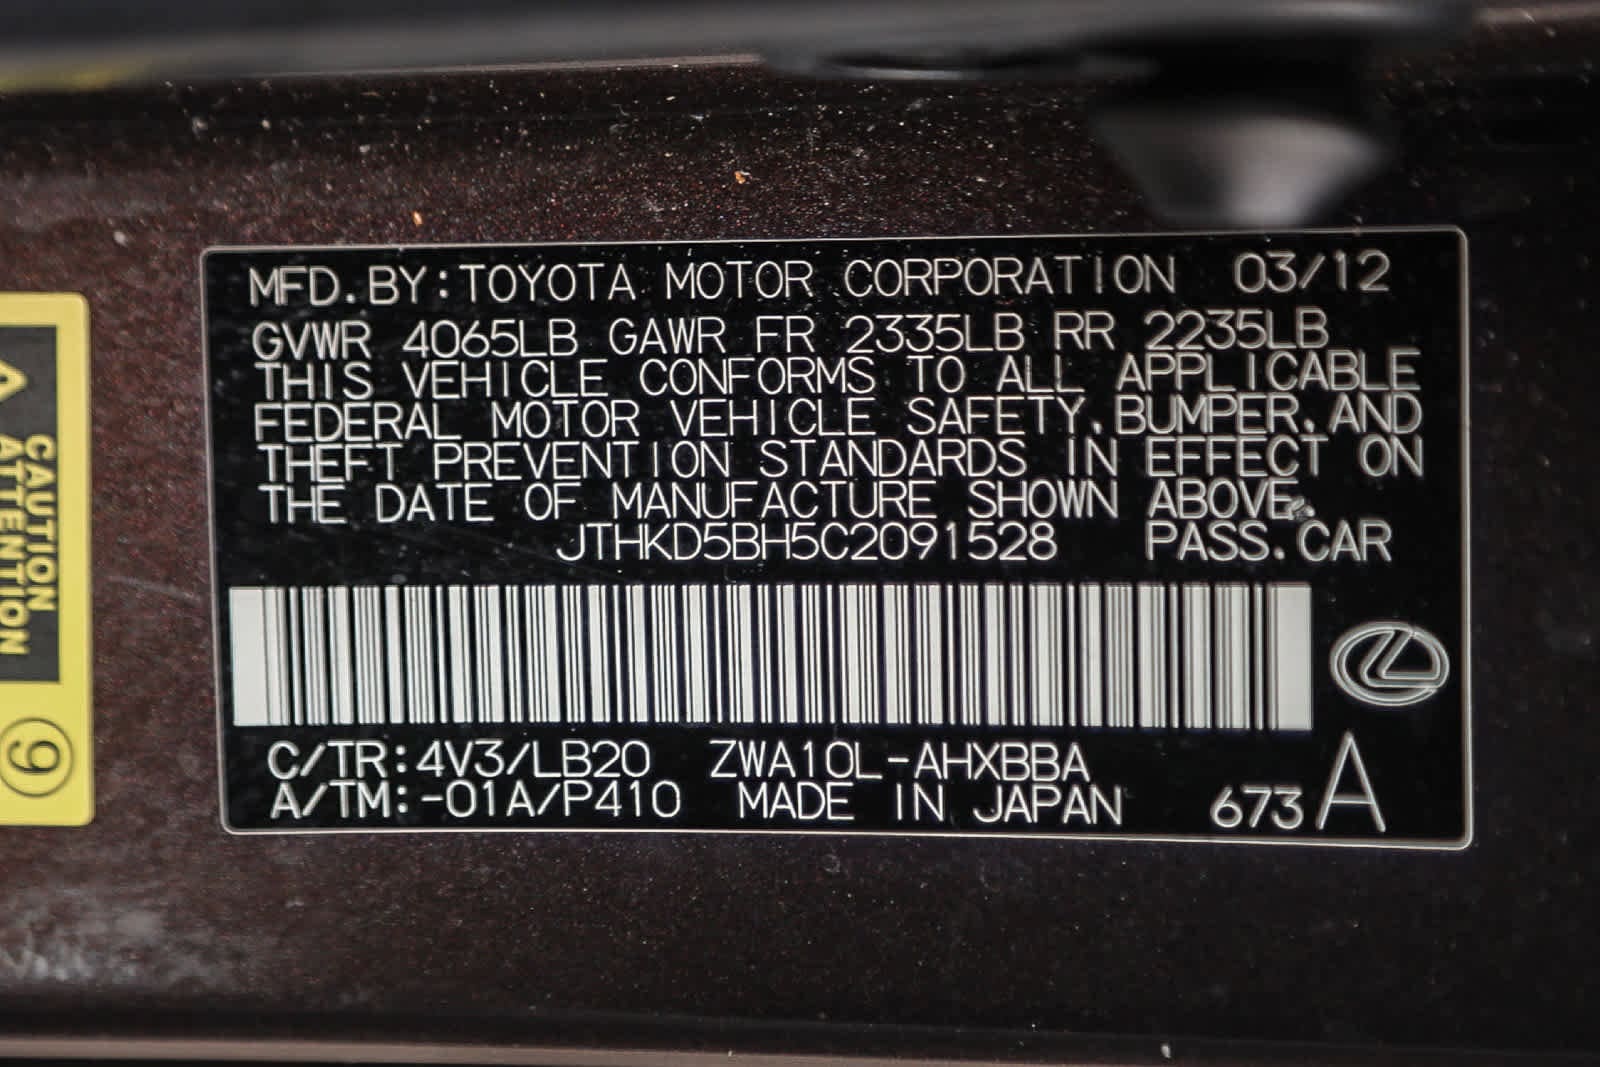 MFD. BY: TOYOTA MOTOR CORPORATION 03/12
GVWR 4065LB GAWR FR 2335LB RR 2235LB
THIS VEHICLE CONFORMS TO ALL APPLICABLE
FEDERAL MOTOR VEHICLE SAFETY, BUMPER, AND
THEFT PREVENTION STANDARDS IN EFFECT ON
THE DATE OF MANUFACTURE SHOWN ABOVE.
JTHKD5BH5C2091528 PASS. CAR
C/TR: 4V3/LB20 ZWA10L-AHXBBA
A/TM: -01A/P410 MADE IN JAPAN 673 A
CAUTION
ATTENTION
9